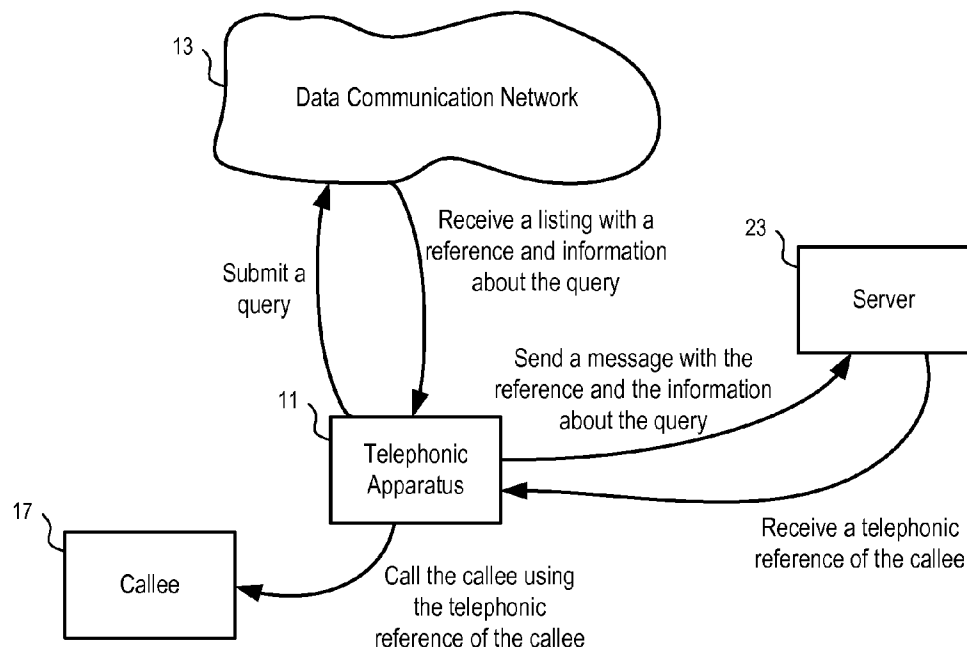 13
Data Communication Network
Submit a
query
Receive a listing with a
reference and information
about the query
23
Server
Send a message with the
reference and the information
about the query
11
Telephonic
Apparatus
Receive a telephonic
reference of the callee
17
Callee
Call the callee using
the telephonic
reference of the callee